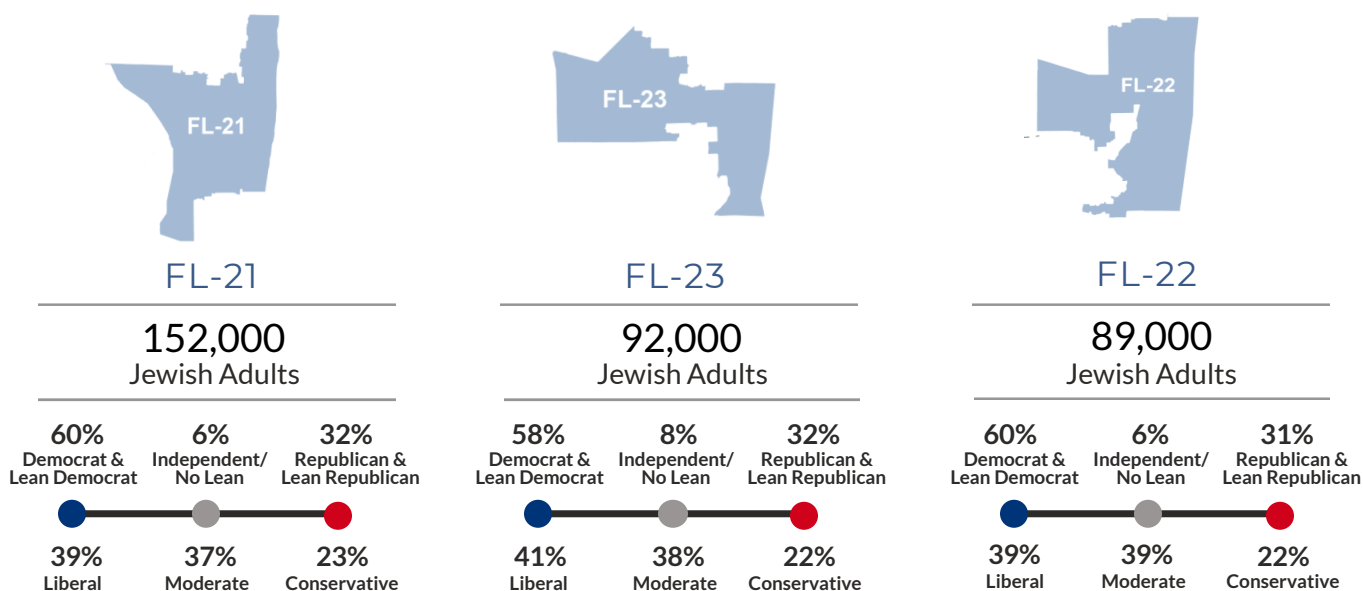 FL-21
FL-23
FL-22
FL-21
152,000
Jewish Adults
60%
Democrat &
Lean Democrat
6%
Independent/
No Lean
32%
Republican &
Lean Republican
39%
Liberal
37%
Moderate
23%
Conservative
FL-23
92,000
Jewish Adults
58%
Democrat &
Lean Democrat
8%
Independent/
No Lean
32%
Republican &
Lean Republican
41%
Liberal
38%
Moderate
22%
Conservative
FL-22
89,000
Jewish Adults
60%
Democrat &
Lean Democrat
6%
Independent/
No Lean
31%
Republican &
Lean Republican
39%
Liberal
39%
Moderate
22%
Conservative